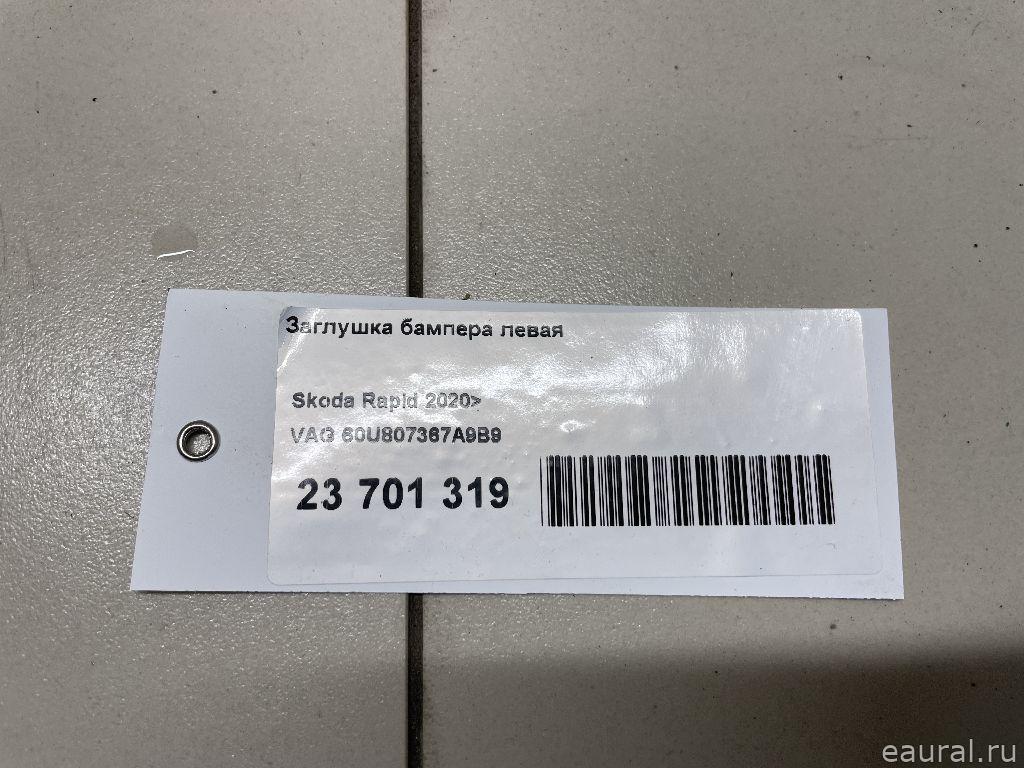 Заглушка бампера левая
Skoda Rapid 2020>
VAG 60U807367A9B9
23 701 319
eaural.ru